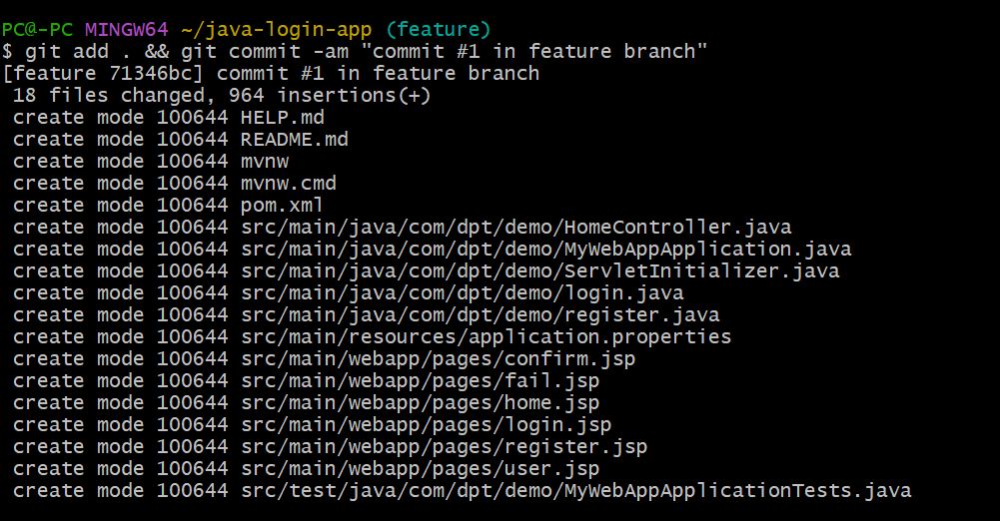 PC@-PC MINGW64 ~/java-login-app (feature)
$ git add . && git commit -am "commit #1 in feature branch"
[feature 71346bc] commit #1 in feature branch
 18 files changed, 964 insertions(+)
 create mode 100644 HELP.md
 create mode 100644 README.md
 create mode 100644 mvnw
 create mode 100644 mvnw.cmd
 create mode 100644 pom.xml
 create mode 100644 src/main/java/com/dpt/demo/HomeController.java
 create mode 100644 src/main/java/com/dpt/demo/MyWebAppApplication.java
 create mode 100644 src/main/java/com/dpt/demo/ServletInitializer.java
 create mode 100644 src/main/java/com/dpt/demo/login.java
 create mode 100644 src/main/java/com/dpt/demo/register.java
 create mode 100644 src/main/resources/application.properties
 create mode 100644 src/main/webapp/pages/confirm.jsp
 create mode 100644 src/main/webapp/pages/fail.jsp
 create mode 100644 src/main/webapp/pages/home.jsp
 create mode 100644 src/main/webapp/pages/login.jsp
 create mode 100644 src/main/webapp/pages/register.jsp
 create mode 100644 src/main/webapp/pages/user.jsp
 create mode 100644 src/test/java/com/dpt/demo/MyWebAppApplicationTests.java